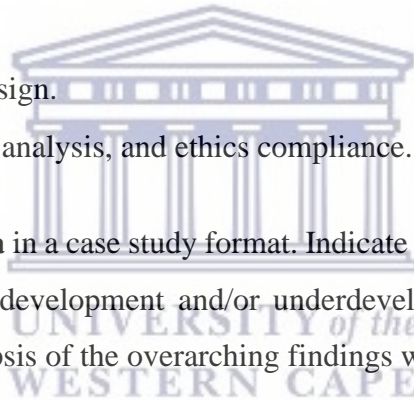 sign.
analysis, and ethics compliance.
in a case study format. Indicate
development and/or underdevel
UNIVERSITY of the
sis of the overarching findings w
WESTERN CAPE